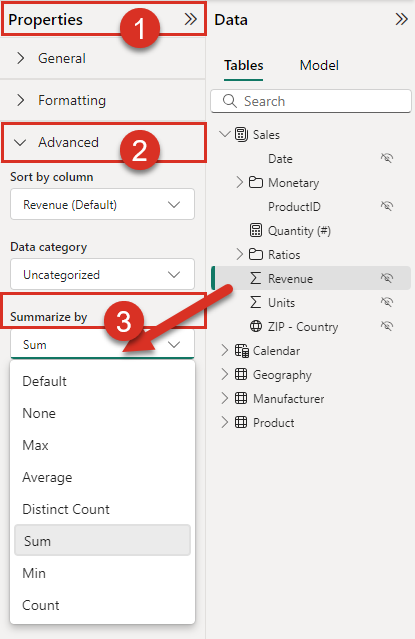 Properties
1
General
Formatting
Advanced
2
Sort by column
Revenue (Default)
Data category
Uncategorized
Summarize by
3
Sum
Default
None
Max
Average
Distinct Count
Sum
Min
Count
Data
Tables Model
Search
Sales
Date
Monetary
ProductID
Quantity (#)
Ratios
Revenue
Units
ZIP - Country
Calendar
Geography
Manufacturer
Product